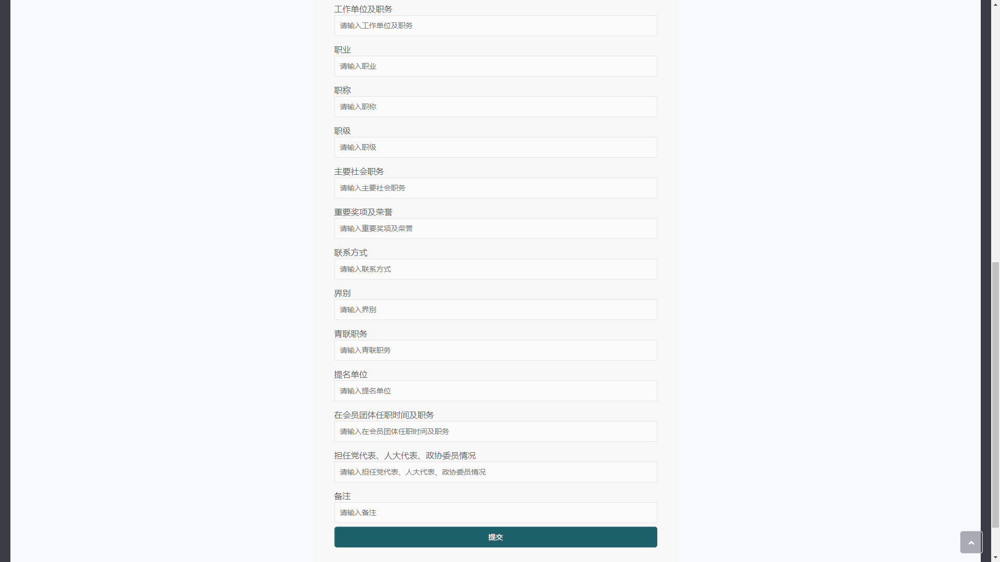 工作单位及职务
请输入工作单位及职务
职业
请输入职业
职称
请输入职称
职级
请输入职级
主要社会职务
请输入主要社会职务
重要奖项及荣誉
请输入重要奖项及荣誉
联系方式
请输入联系方式
界别
请输入界别
青联职务
请输入青联职务
提名单位
请输入提名单位
在会员团体任职时间及职务
请输入在会员团体任职时间及职务
担任党代表、人大代表、政协委员情况
请输入担任党代表、人大代表、政协委员情况
备注
请输入备注
提交